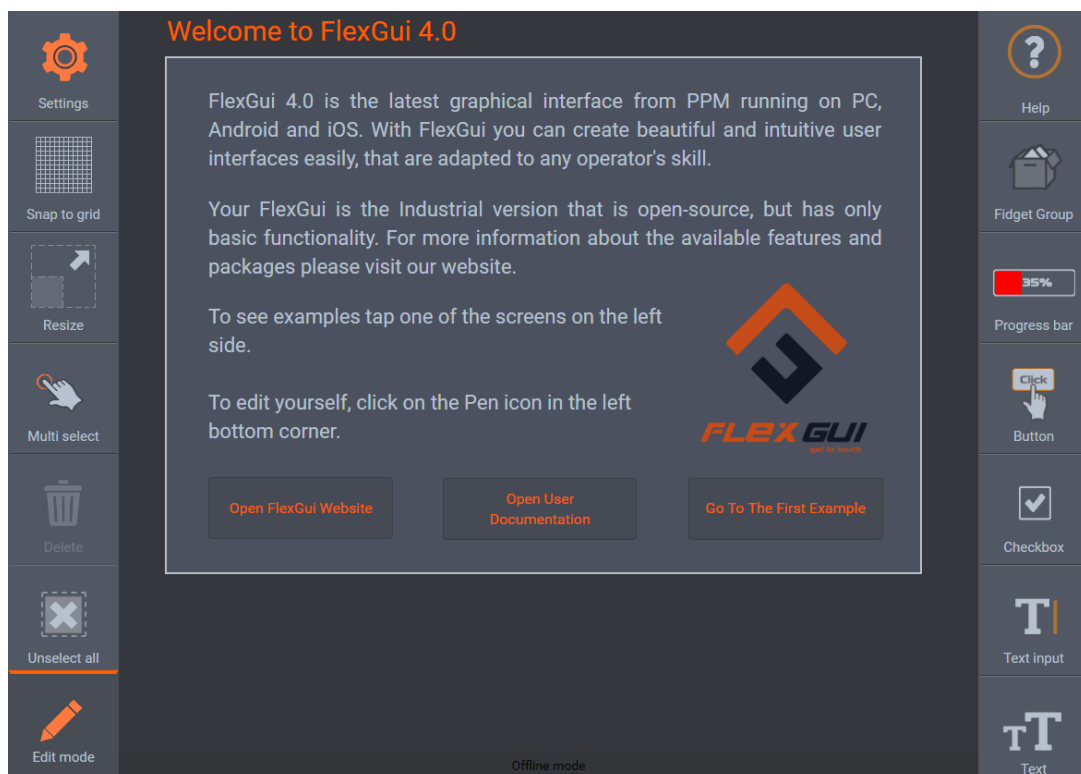 Welcome to FlexGui 4.0
Settings
Snap to grid
Resize
Multi select
Delete
Unselect all
Edit mode
FlexGui 4.0 is the latest graphical interface from PPM running on PC,
Android and iOS. With FlexGui you can create beautiful and intuitive user
interfaces easily, that are adapted to any operator's skill.
Your FlexGui is the Industrial version that is open-source, but has only
basic functionality. For more information about the available features and
packages please visit our website.
To see examples tap one of the screens on the left
side.
To edit yourself, click on the Pen icon in the left
bottom corner.
FLEX GUI
get in touch
Open FlexGui Website
Open User
Documentation
Go To The First Example
Offline mode
?
Help
Fidget Group
35%
Progress bar
Click
Button
Checkbox
T
Text input
TT
Text